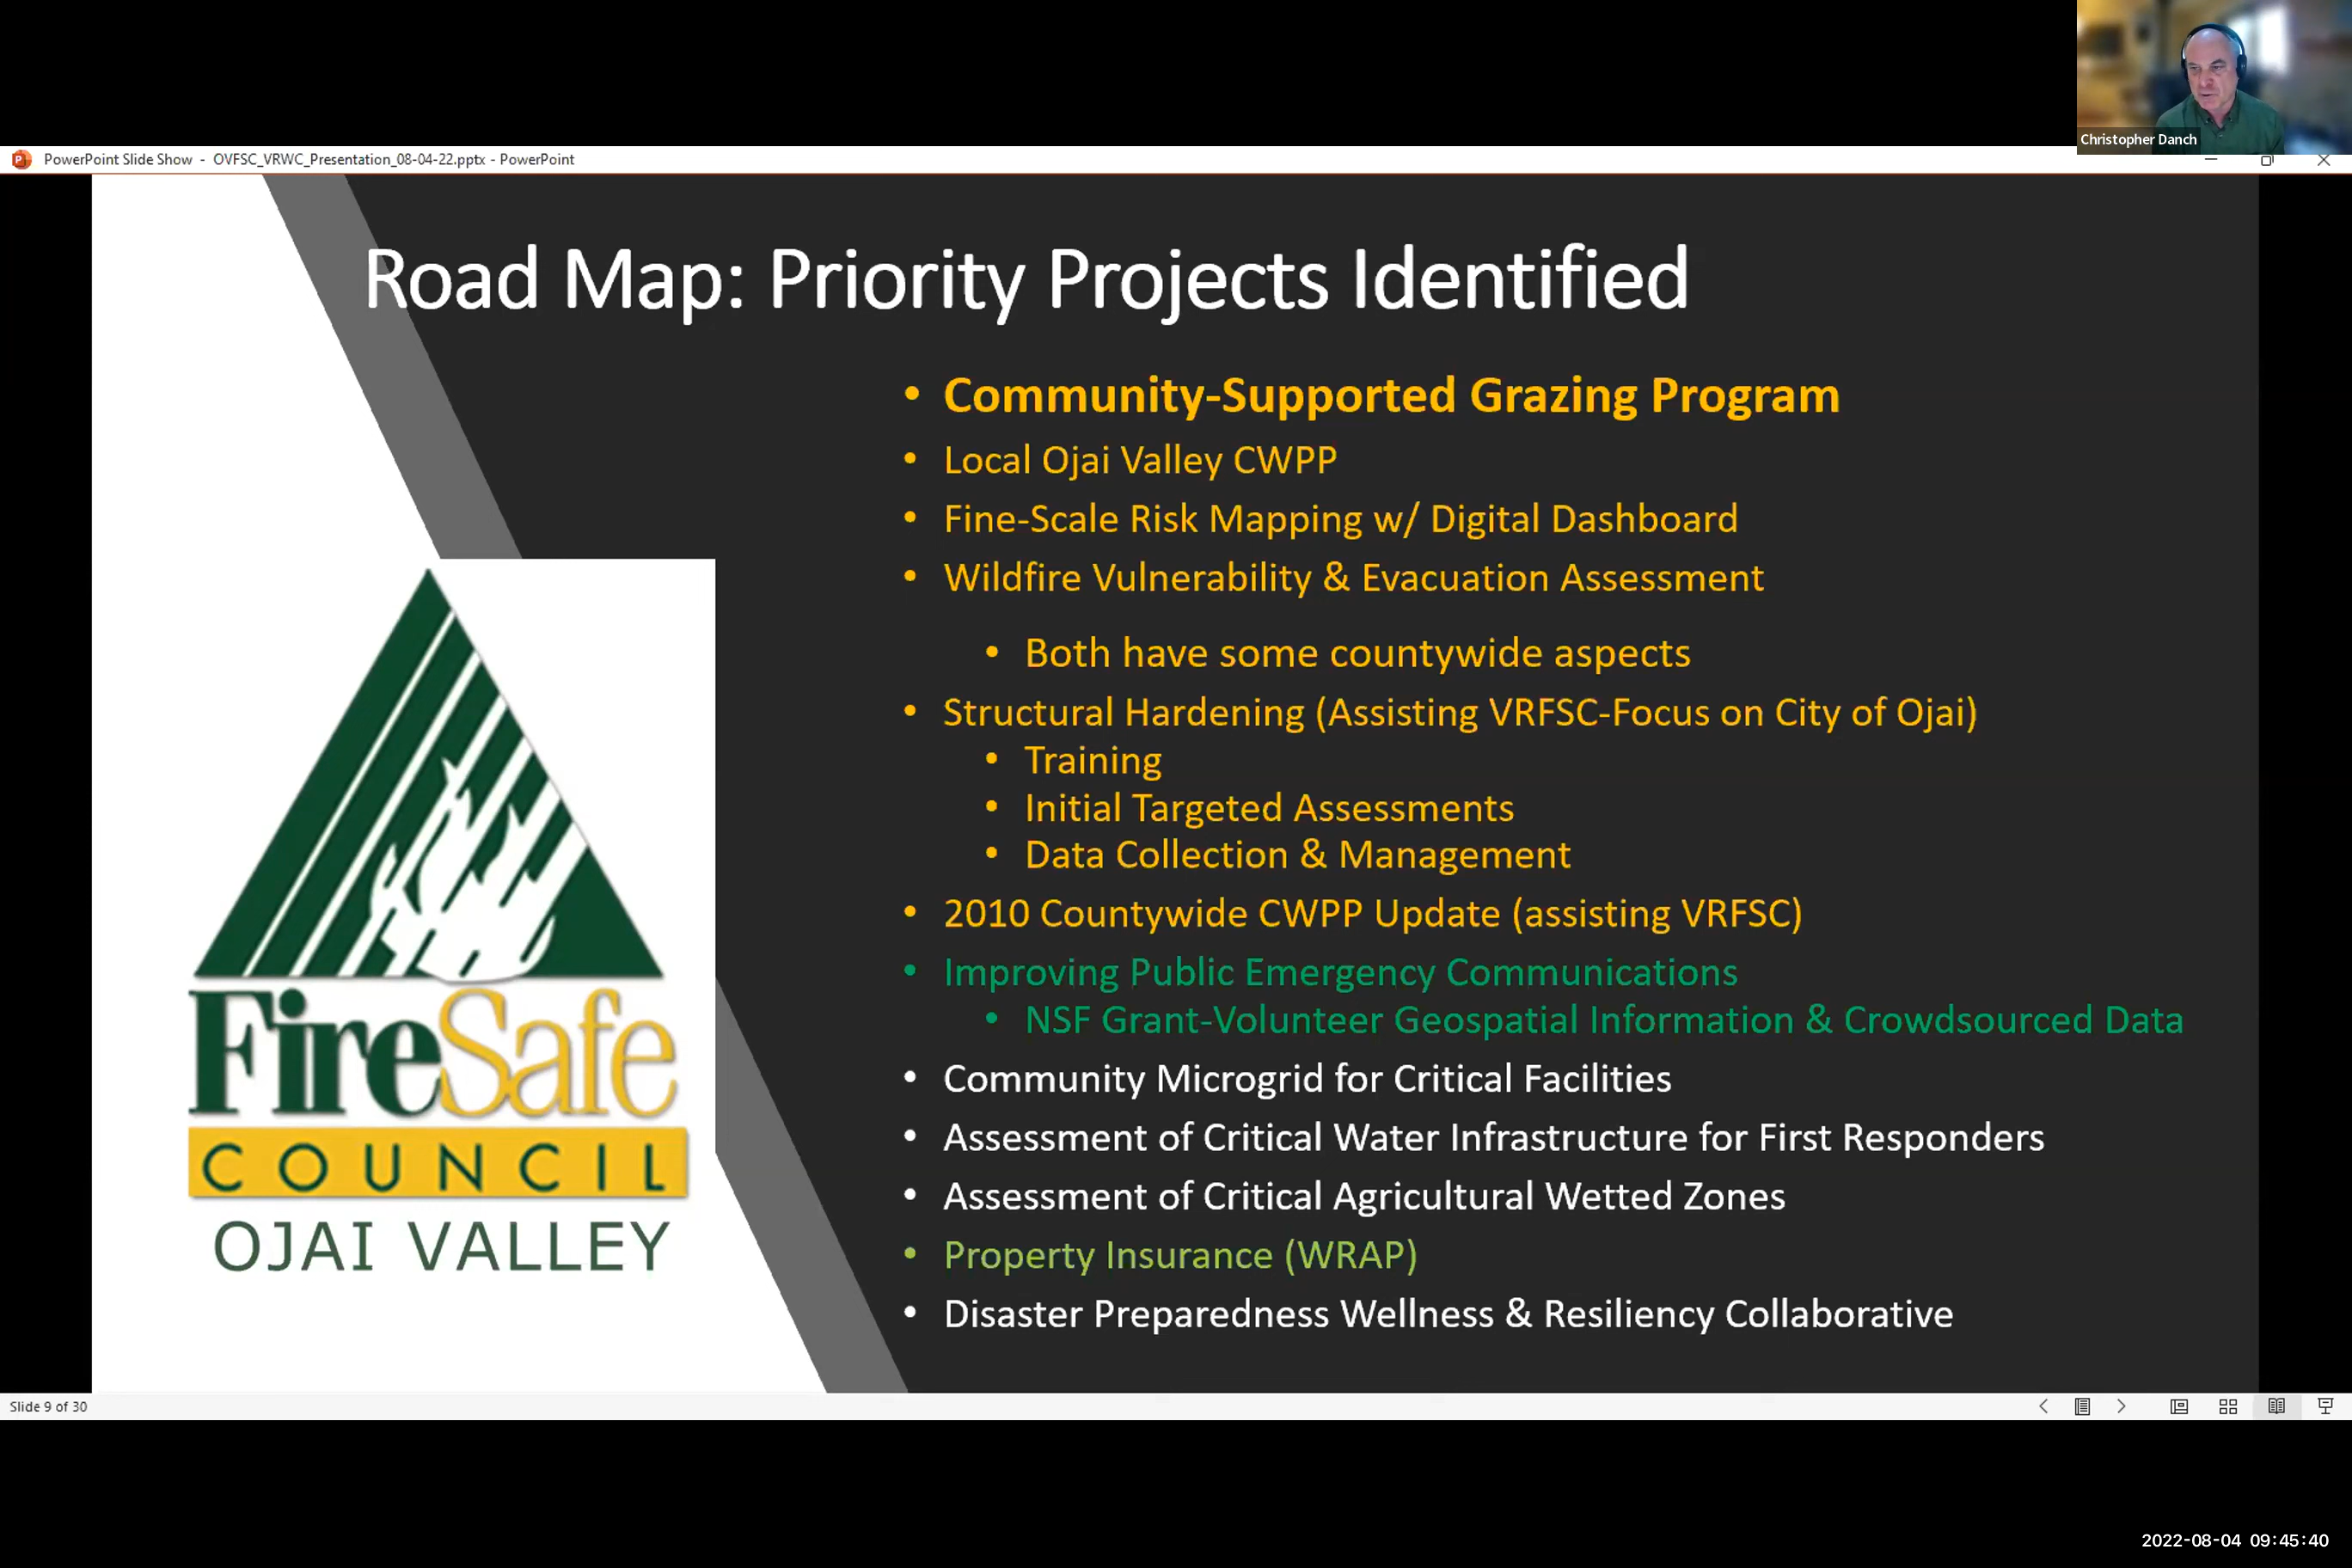 Christopher Danch
PowerPoint Slide Show - OVFSC_VRWC_Presentation_08-04-22.pptx - PowerPoint
Road Map: Priority Projects Identified
• Community-Supported Grazing Program
• Local Ojai Valley CWPP
• Fine-Scale Risk Mapping w/ Digital Dashboard
• Wildfire Vulnerability & Evacuation Assessment
• Both have some countywide aspects
• Structural Hardening (Assisting VRFSC-Focus on City of Ojai)
• Training
• Initial Targeted Assessments
• Data Collection & Management
• 2010 Countywide CWPP Update (assisting VRFSC)
• Improving Public Emergency Communications
• NSF Grant-Volunteer Geospatial Information & Crowdsourced Data
• Community Microgrid for Critical Facilities
• Assessment of Critical Water Infrastructure for First Responders
• Assessment of Critical Agricultural Wetted Zones
• Property Insurance (WRAP)
• Disaster Preparedness Wellness & Resiliency Collaborative
FireSafe
COUNCIL
OJAI VALLEY
Slide 9 of 30
2022-08-04 09:45:40